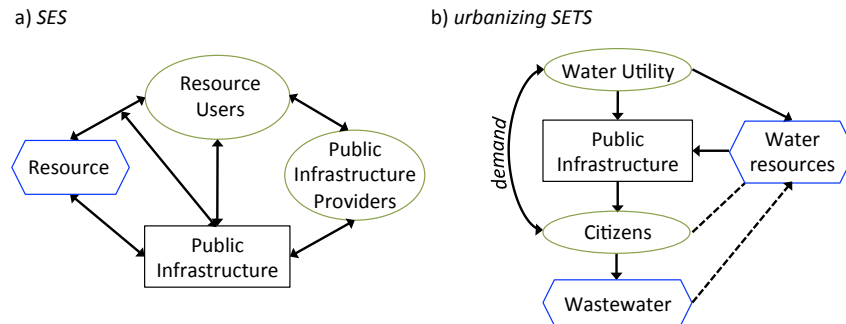 a) SES
Resource
Users
Resource
Public
Infrastructure
Providers
Public
Infrastructure
b) urbanizing SETS
Water Utility
demand
Public
Infrastructure
Water
resources
Citizens
Wastewater